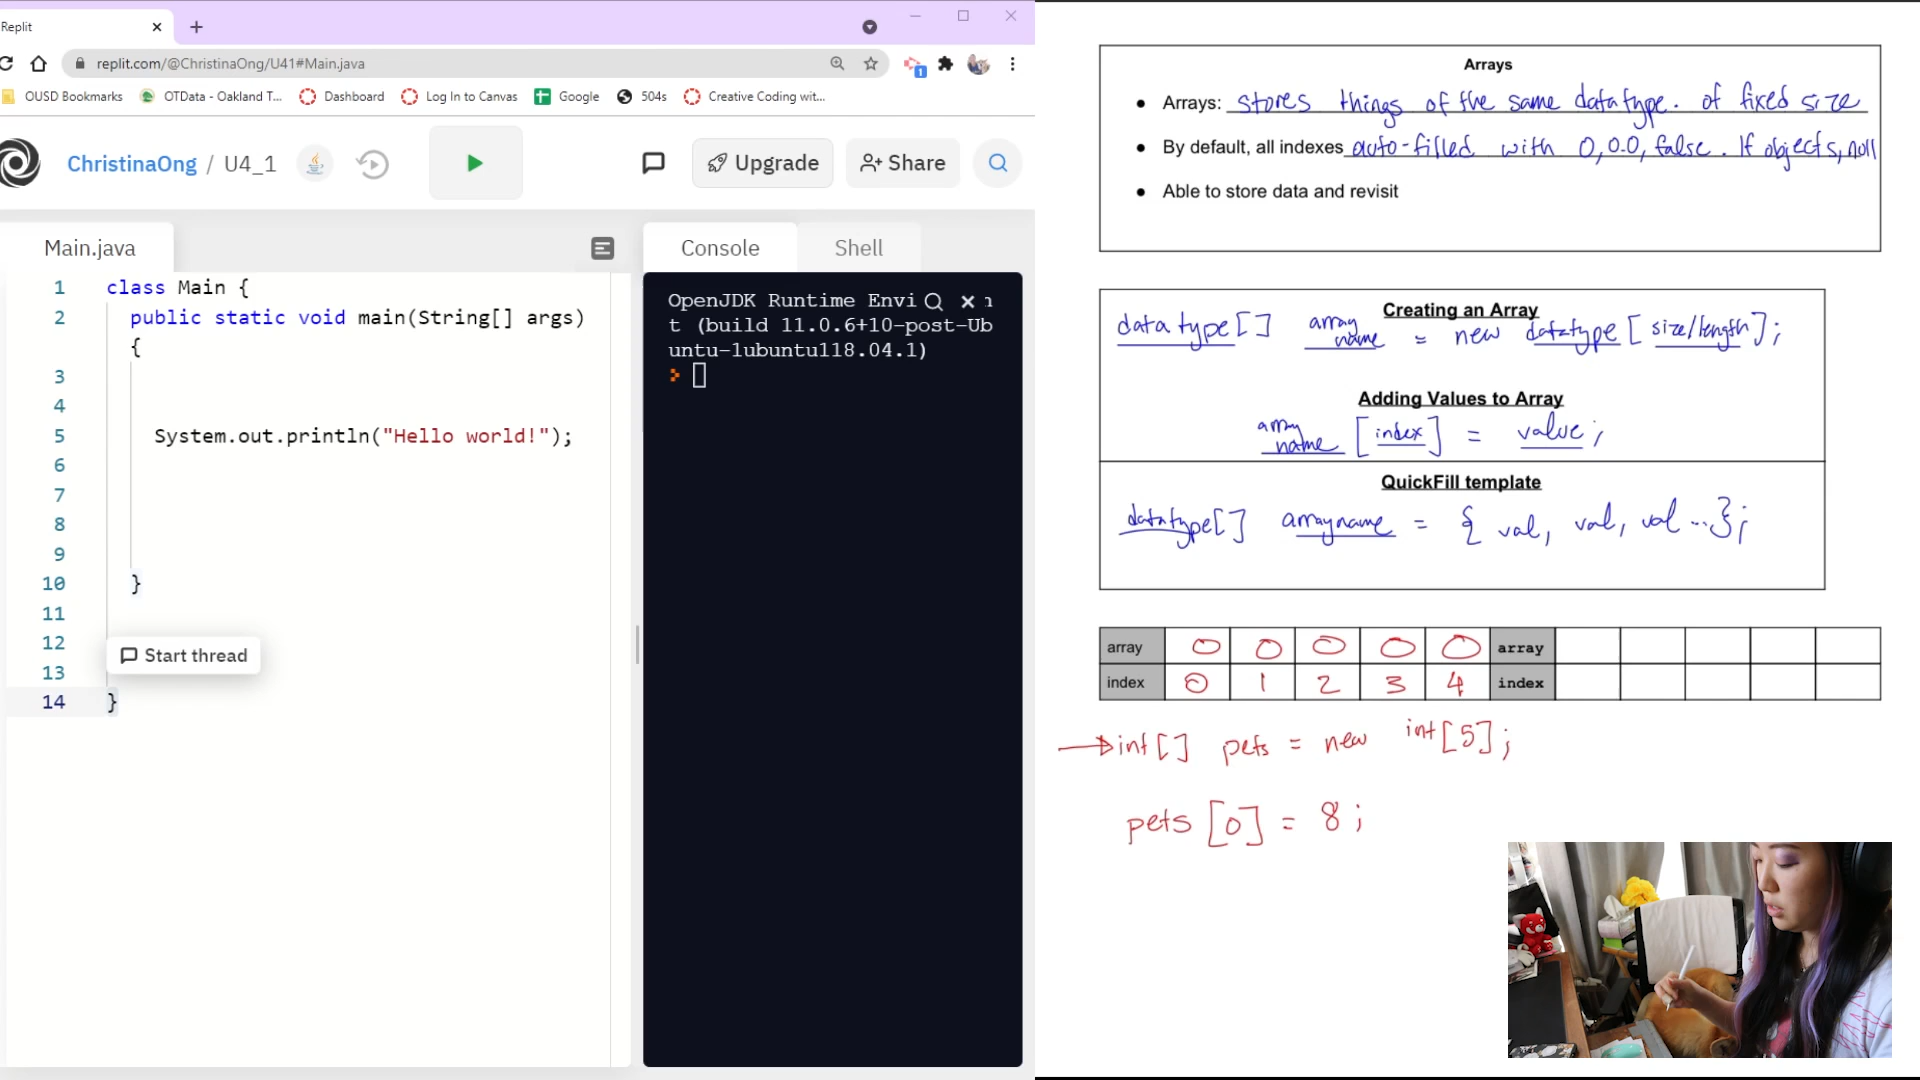 Replit
replit.com/@ChristinaOng/U41#Main.java
1
OUSD Bookmarks
OTData - Oakland T...
Dashboard
Log In to Canvas
Google
504s
Creative Coding wit...
ChristinaOng / U4_1
Upgrade
Share
Main.java
1 class Main {
2 public static void main(String[] args)
{
3
4
5 System.out.println("Hello world!");
6
7
8
9
10 }
11
12
Start thread
13
14 }
Console
Shell
OpenJDK Runtime Envi
t (build 11.0.6+10-post-Ub
untu-1ubuntu118.04.1)
>
Arrays
• Arrays: stores things of the same datatype. of fixed size
• By default, all indexes auto-filled with 0, 0.0, false. If objects, null
• Able to store data and revisit
Creating an Array
datatype[] array name = new datatype[size/length];
Adding Values to Array
array name [index] = value;
QuickFill template
datatype[] arrayname = { val, val, val ...};
array 0 0 0 0 0 array
index 0 1 2 3 4 index
int[] pets = new int[5];
pets[0] = 8;